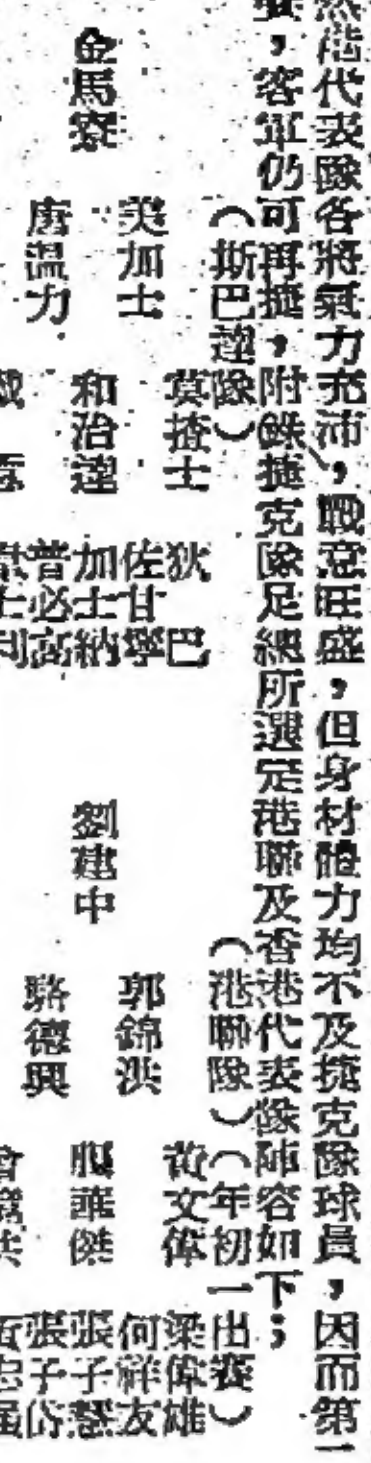 然港代表隊各將氣力充沛，戰意旺盛，但身材體力均不及捷克隊球員，因而第一
，客軍仍可再捷，附錄捷克隊足總所選定港聯及香港代表隊陣容如下；
（斯巴達隊）　（港聯隊）（年初一出賽）
狄巴　梁偉雄
美加士　莫揸士　佐甘寧　郭錦洪　黃文偉　何祥友
金馬寮　和治達　加士納　劉建中　張子慧
唐溫力　普必高　駱德興　張子岱